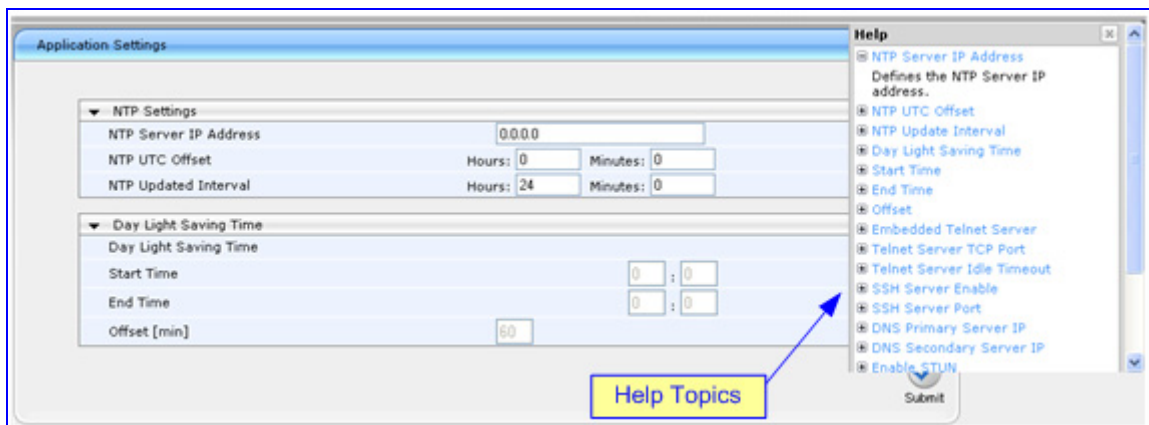 Application Settings
NTP Settings
NTP Server IP Address
0.0.0.0
NTP UTC Offset
Hours: 0
Minutes: 0
NTP Updated Interval
Hours: 24
Minutes: 0
Day Light Saving Time
Day Light Saving Time
Start Time
0 : 0
End Time
0 : 0
Offset [min]
60
Submit
Help Topics
Help
NTP Server IP Address
Defines the NTP Server IP
address.
NTP UTC Offset
NTP Update Interval
Day Light Saving Time
Start Time
End Time
Offset
Embedded Telnet Server
Telnet Server TCP Port
Telnet Server Idle Timeout
SSH Server Enable
SSH Server Port
DNS Primary Server IP
DNS Secondary Server IP
Enable STUN